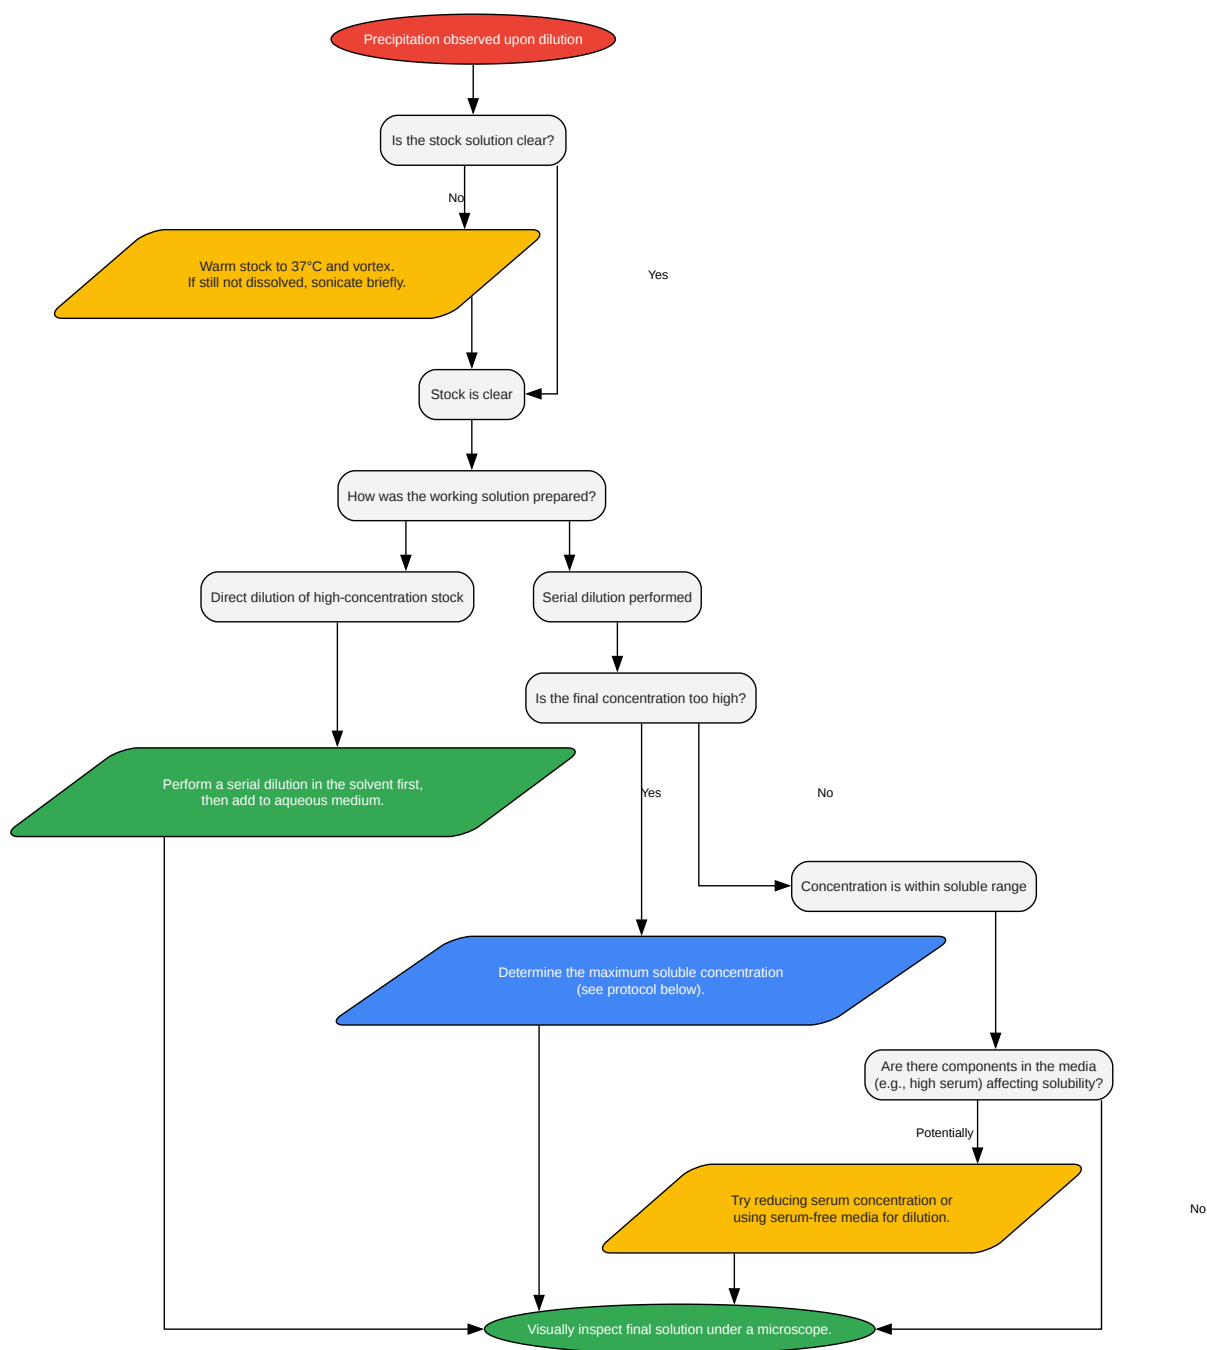 Precipitation observed upon dilution
Is the stock solution clear?
No
Yes
Warm stock to 37°C and vortex.
If still not dissolved, sonicate briefly.
Stock is clear
How was the working solution prepared?
Direct dilution of high-concentration stock
Serial dilution performed
Is the final concentration too high?
Perform a serial dilution in the solvent first,
then add to aqueous medium.
Yes
No
Concentration is within soluble range
Determine the maximum soluble concentration
(see protocol below).
Are there components in the media
(e.g., high serum) affecting solubility?
Potentially
Try reducing serum concentration or
using serum-free media for dilution.
No
Visually inspect final solution under a microscope.